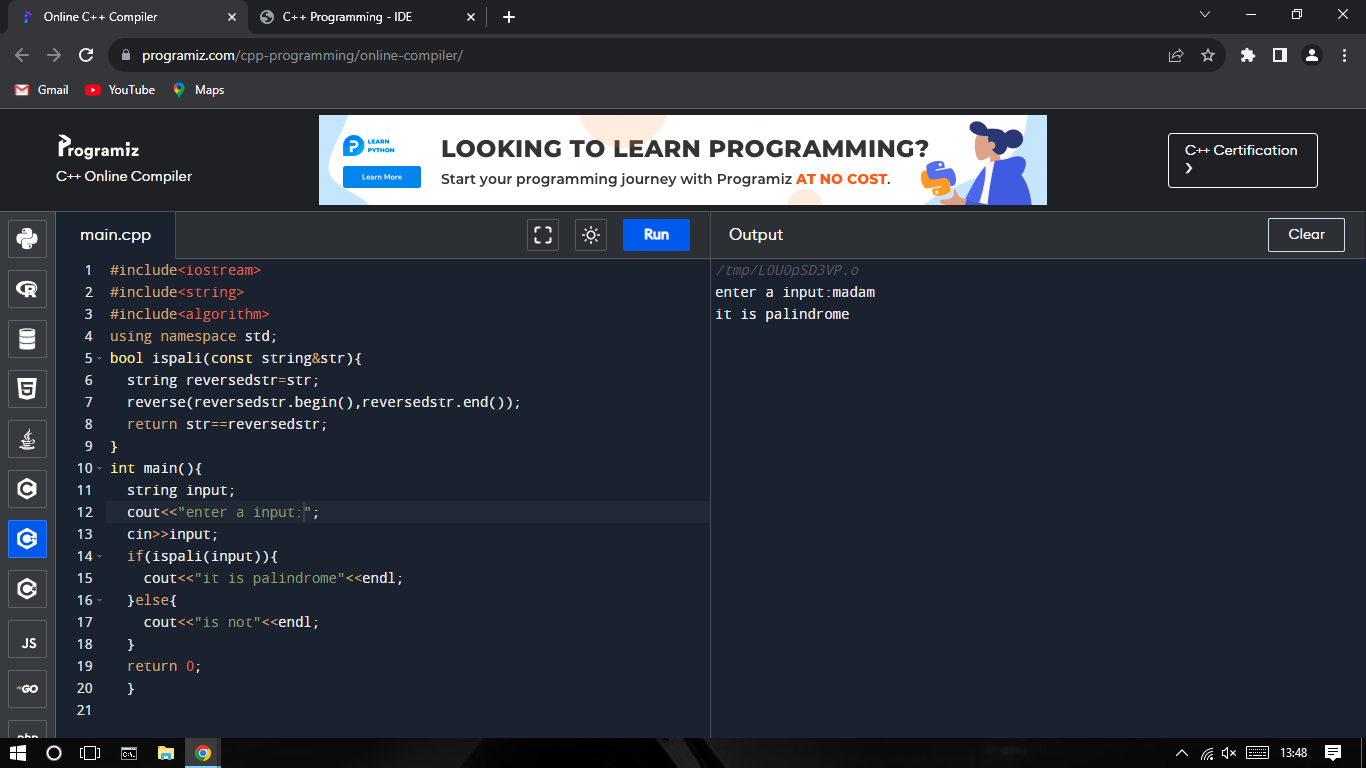 Online C++ Compiler
C++ Programming - IDE
programiz.com/cpp-programming/online-compiler/
Gmail
YouTube
Maps
Programiz
C++ Online Compiler
LEARN
PYTHON
Learn More
LOOKING TO LEARN PROGRAMMING?
Start your programming journey with Programiz AT NO COST.
C++ Certification
main.cpp
Run
Output
Clear
1 #include<iostream>
2 #include<string>
3 #include<algorithm>
4 using namespace std;
5 bool ispali(const string&str){
6 string reversedstr=str;
7 reverse(reversedstr.begin(),reversedstr.end());
8 return str==reversedstr;
9 }
10 int main(){
11 string input;
12 cout<<"enter a input:";
13 cin>>input;
14 if(ispali(input)){
15 cout<<"it is palindrome"<<endl;
16 }else{
17 cout<<"is not"<<endl;
18 }
19 return 0;
20 }
21
/tmp/L0UOpSD3VP.o
enter a input:madam
it is palindrome
JS
GO
php
13:48